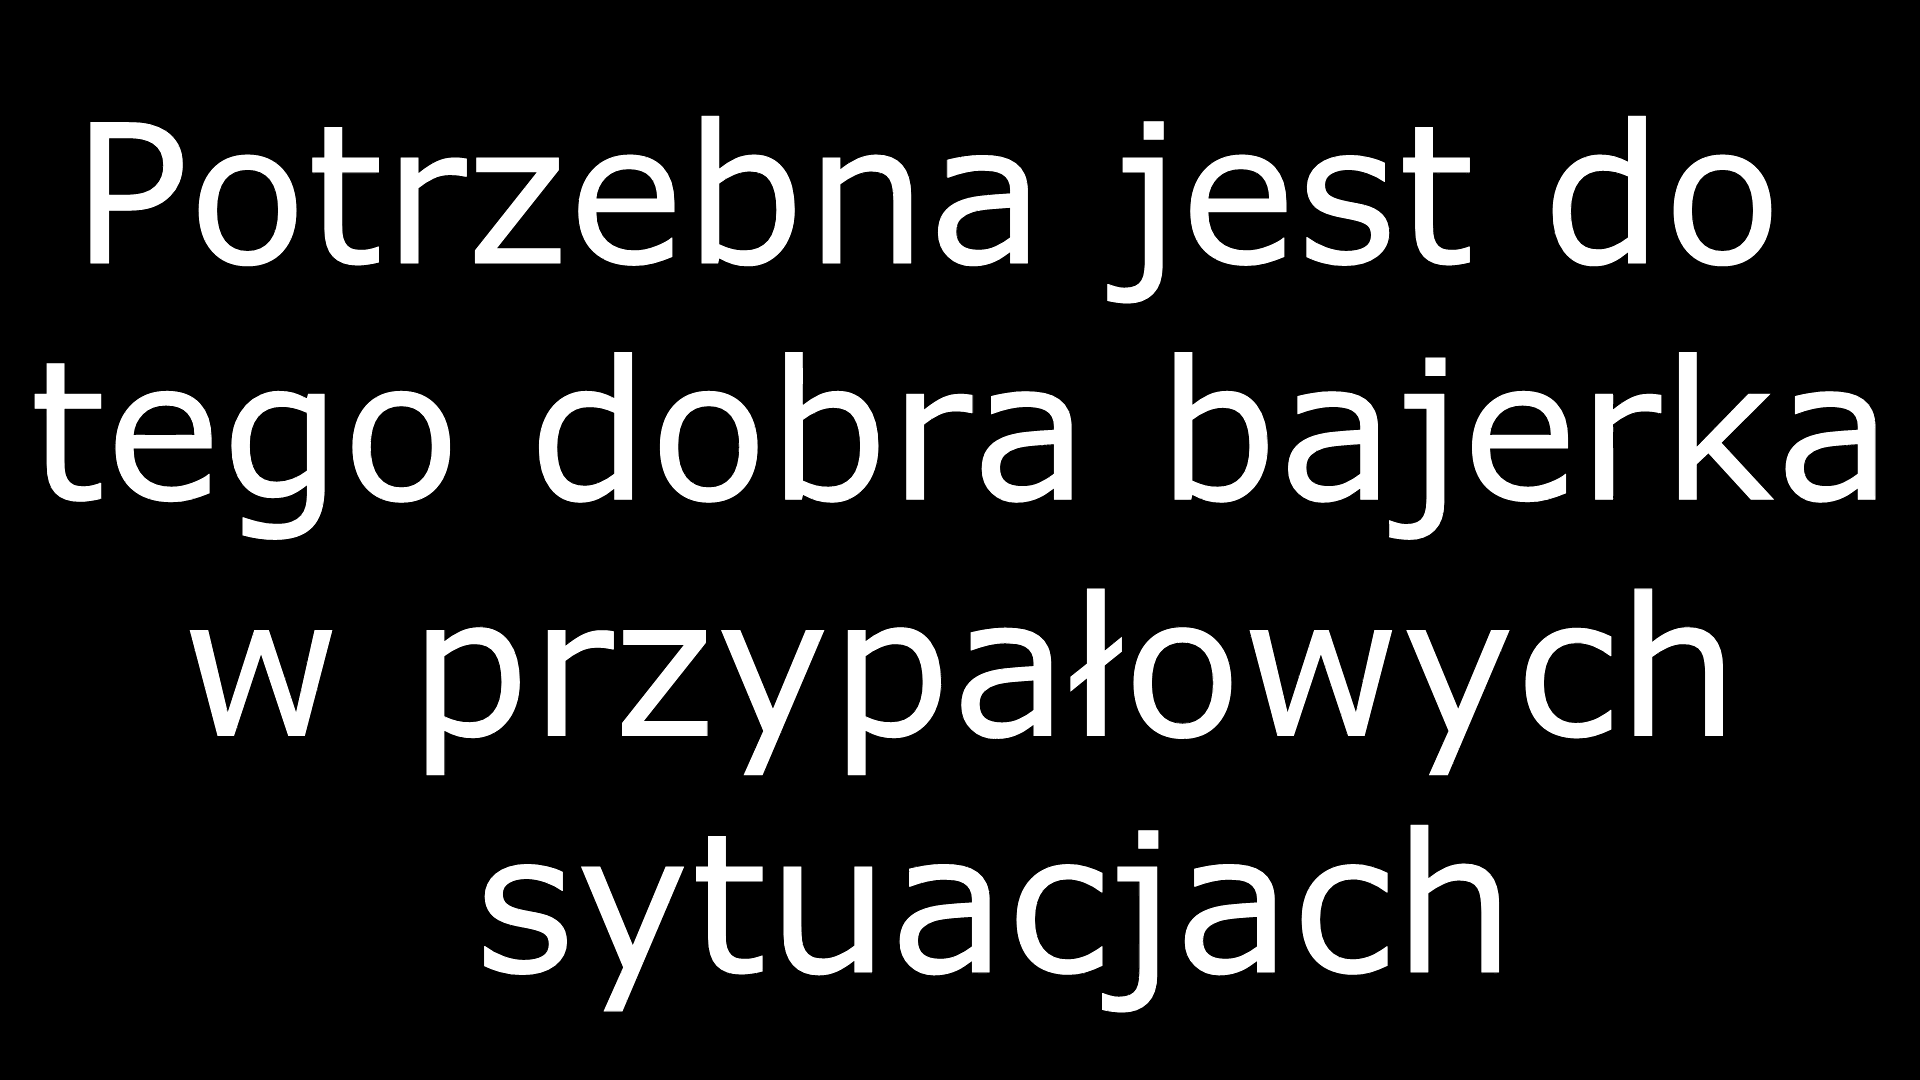 Potrzebna jest do
tego dobra bajerka
w przypałowych
sytuacjach